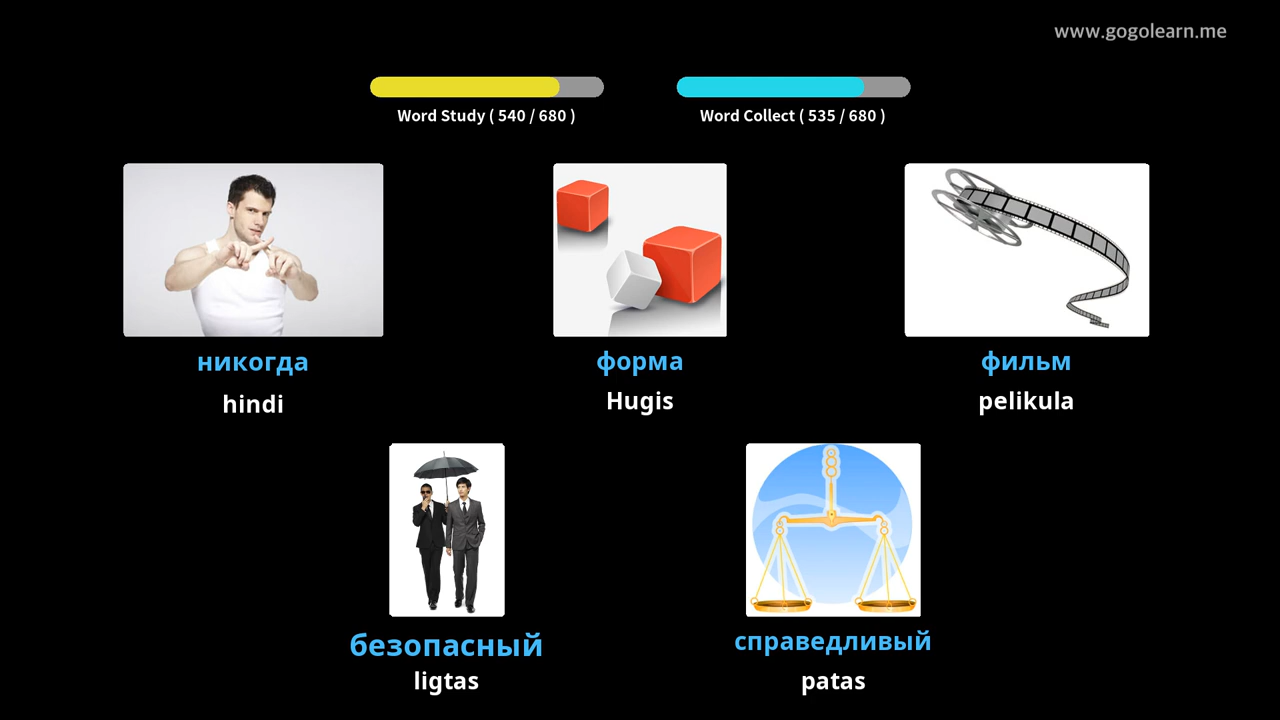 www.gogolearn.me
Word Study ( 540 / 680 )
Word Collect ( 535 / 680 )
никогда
hindi
форма
Hugis
фильм
pelikula
безопасный
ligtas
справедливый
patas